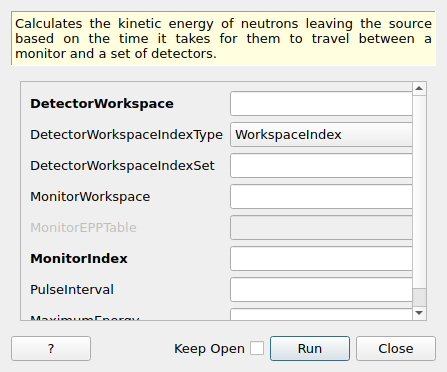 Calculates the kinetic energy of neutrons leaving the source
based on the time it takes for them to travel between a
monitor and a set of detectors.
DetectorWorkspace
DetectorWorkspaceIndexType WorkspaceIndex
DetectorWorkspaceIndexSet
MonitorWorkspace
MonitorEPPTable
MonitorIndex
PulseInterval
MaximumEnergy
? Keep Open Run Close